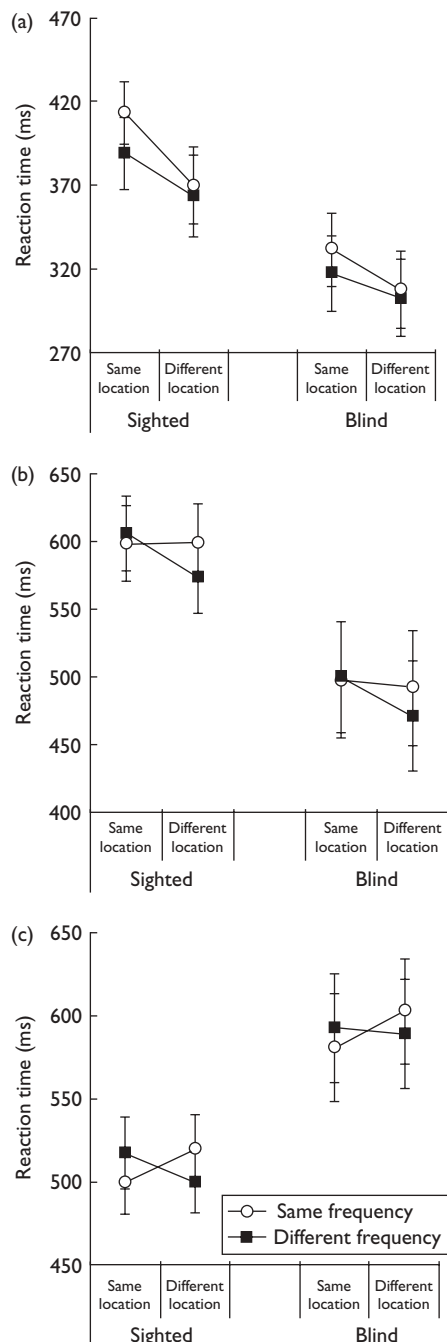 (a)
470
420
370
320
270
Reaction time (ms)
Same location
Different location
Same location
Different location
Sighted
Blind
(b)
650
600
550
500
450
400
Reaction time (ms)
Same location
Different location
Same location
Different location
Sighted
Blind
(c)
650
600
550
500
450
Reaction time (ms)
Same frequency
Different frequency
Same location
Different location
Same location
Different location
Sighted
Blind